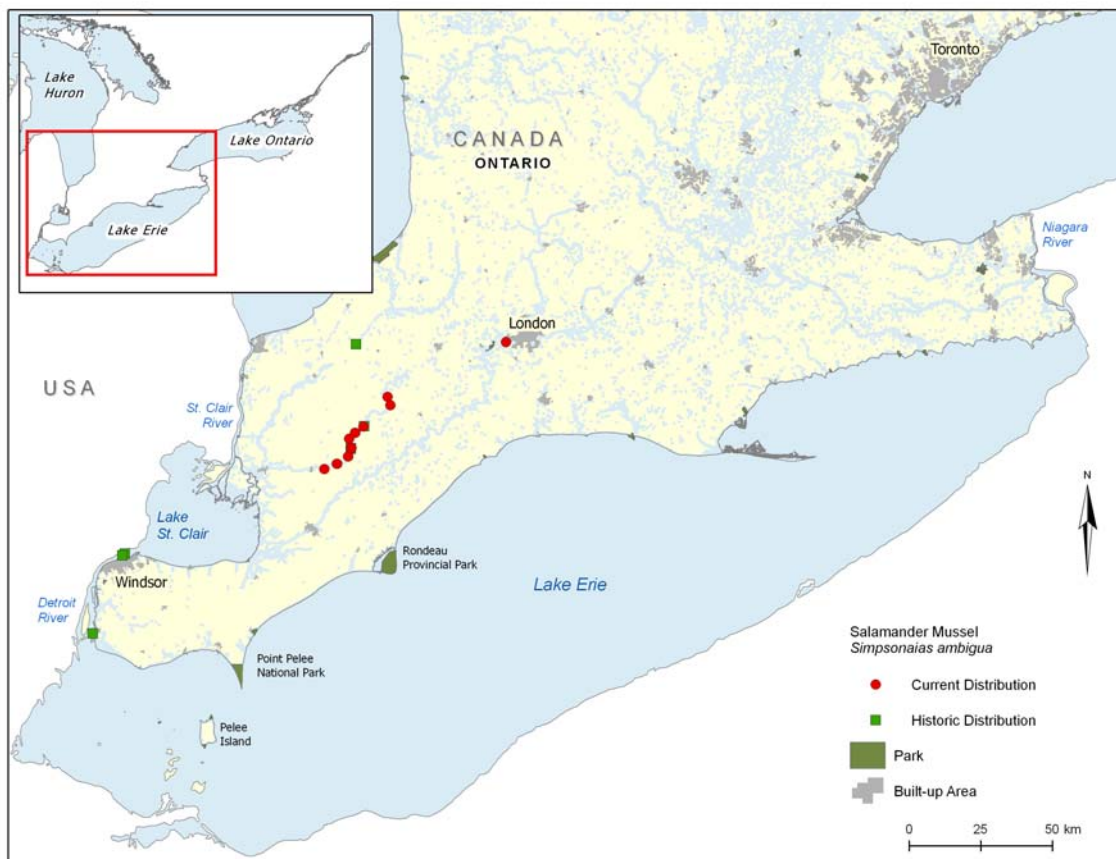 Lake
Huron
Lake Ontario
Lake Erie
Toronto
CANADA
ONTARIO
Niagara
River
London
USA
St. Clair
River
Lake
St. Clair
Windsor
Rondeau
Provincial Park
Detroit
River
Lake Erie
Point Pelee
National Park
Pelee
Island
N
Salamander Mussel
Simpsonaias ambigua
Current Distribution
Historic Distribution
Park
Built-up Area
0 25 50 km